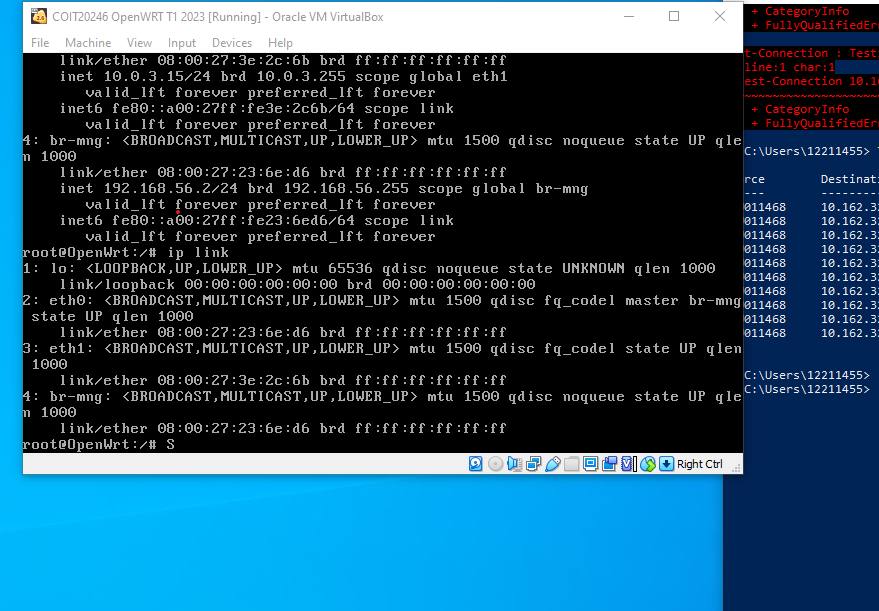 COIT20246 OpenWRT T1 2023 [Running] - Oracle VM VirtualBox
File Machine View Input Devices Help
link/ether 08:00:27:3e:2c:6b brd ff:ff:ff:ff:ff:ff
inet 10.0.3.15/24 brd 10.0.3.255 scope global eth1
valid_lft forever preferred_lft forever
inet6 fe80::a00:27ff:fe3e:2c6b/64 scope link
valid_lft forever preferred_lft forever
4: br-mng: <BROADCAST,MULTICAST,UP,LOWER_UP> mtu 1500 qdisc noqueue state UP qle
n 1000
link/ether 08:00:27:23:6e:d6 brd ff:ff:ff:ff:ff:ff
inet 192.168.56.2/24 brd 192.168.56.255 scope global br-mng
valid_lft forever preferred_lft forever
inet6 fe80::a00:27ff:fe23:6ed6/64 scope link
valid_lft forever preferred_lft forever
root@OpenWrt:/# ip link
1: lo: <LOOPBACK,UP,LOWER_UP> mtu 65536 qdisc noqueue state UNKNOWN qlen 1000
link/loopback 00:00:00:00:00:00 brd 00:00:00:00:00:00
2: eth0: <BROADCAST,MULTICAST,UP,LOWER_UP> mtu 1500 qdisc fq_codel master br-mng
state UP qlen 1000
link/ether 08:00:27:23:6e:d6 brd ff:ff:ff:ff:ff:ff
3: eth1: <BROADCAST,MULTICAST,UP,LOWER_UP> mtu 1500 qdisc fq_codel state UP qlen
1000
link/ether 08:00:27:3e:2c:6b brd ff:ff:ff:ff:ff:ff
4: br-mng: <BROADCAST,MULTICAST,UP,LOWER_UP> mtu 1500 qdisc noqueue state UP qle
n 1000
link/ether 08:00:27:23:6e:d6 brd ff:ff:ff:ff:ff:ff
root@OpenWrt:/# S
Right Ctrl
+ CategoryInfo
+ FullyQualifiedEr
t-Connection : Test
line:1 char:1
est-Connection 10.1
~~~~~~~~~~~~~~~~~~~
+ CategoryInfo
+ FullyQualifiedEr
C:\Users\12211455>
rce Destinat
--- --------
011468 10.162.3
011468 10.162.3
011468 10.162.3
011468 10.162.3
011468 10.162.3
011468 10.162.3
011468 10.162.3
011468 10.162.3
011468 10.162.3
011468 10.162.3
C:\Users\12211455>
C:\Users\12211455>